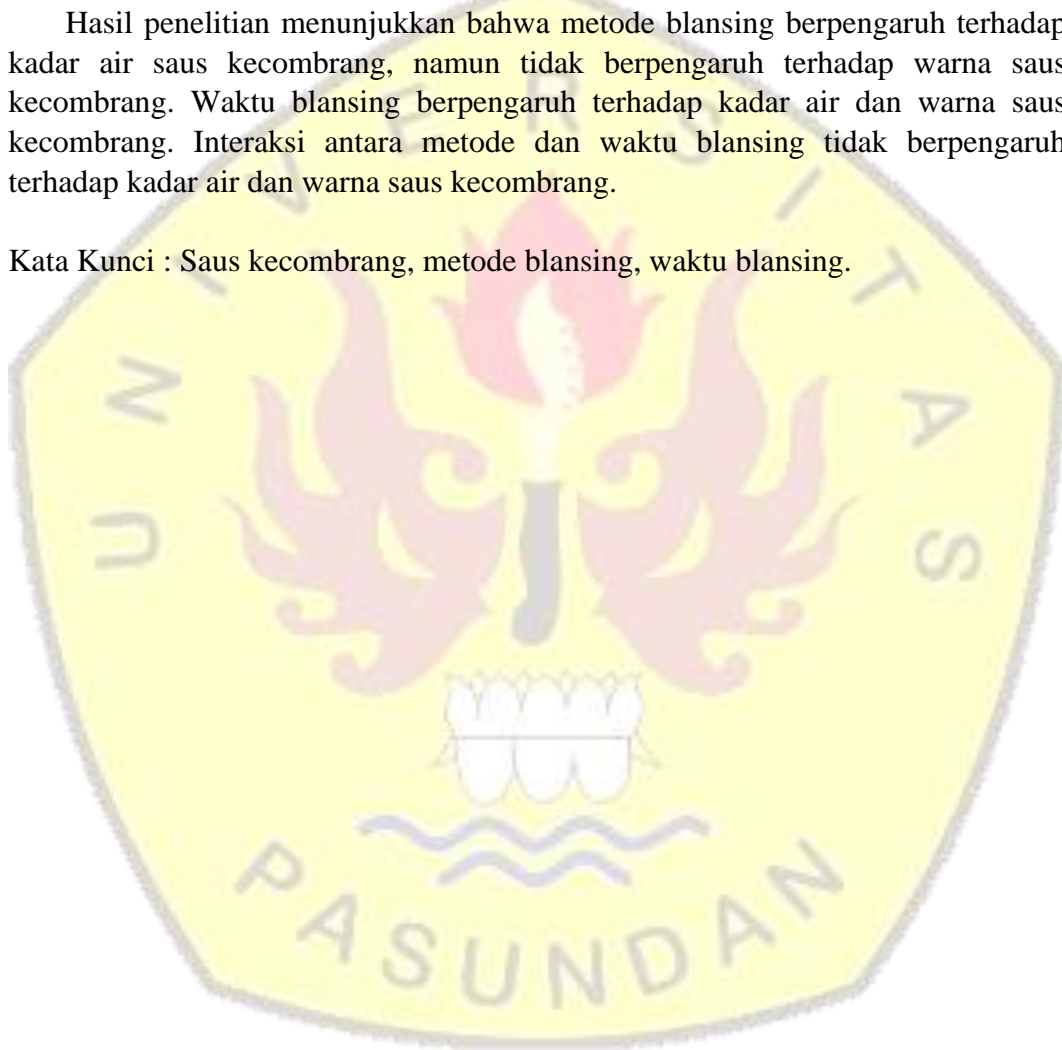 Hasil penelitian menunjukkan bahwa metode blansing berpengaruh terhadap
kadar air saus kecombrang, namun tidak berpengaruh terhadap warna saus
kecombrang. Waktu blansing berpengaruh terhadap kadar air dan warna saus
kecombrang. Interaksi antara metode dan waktu blansing tidak berpengaruh
terhadap kadar air dan warna saus kecombrang.
Kata Kunci : Saus kecombrang, metode blansing, waktu blansing.
UNIVERSITAS
PASUNDAN